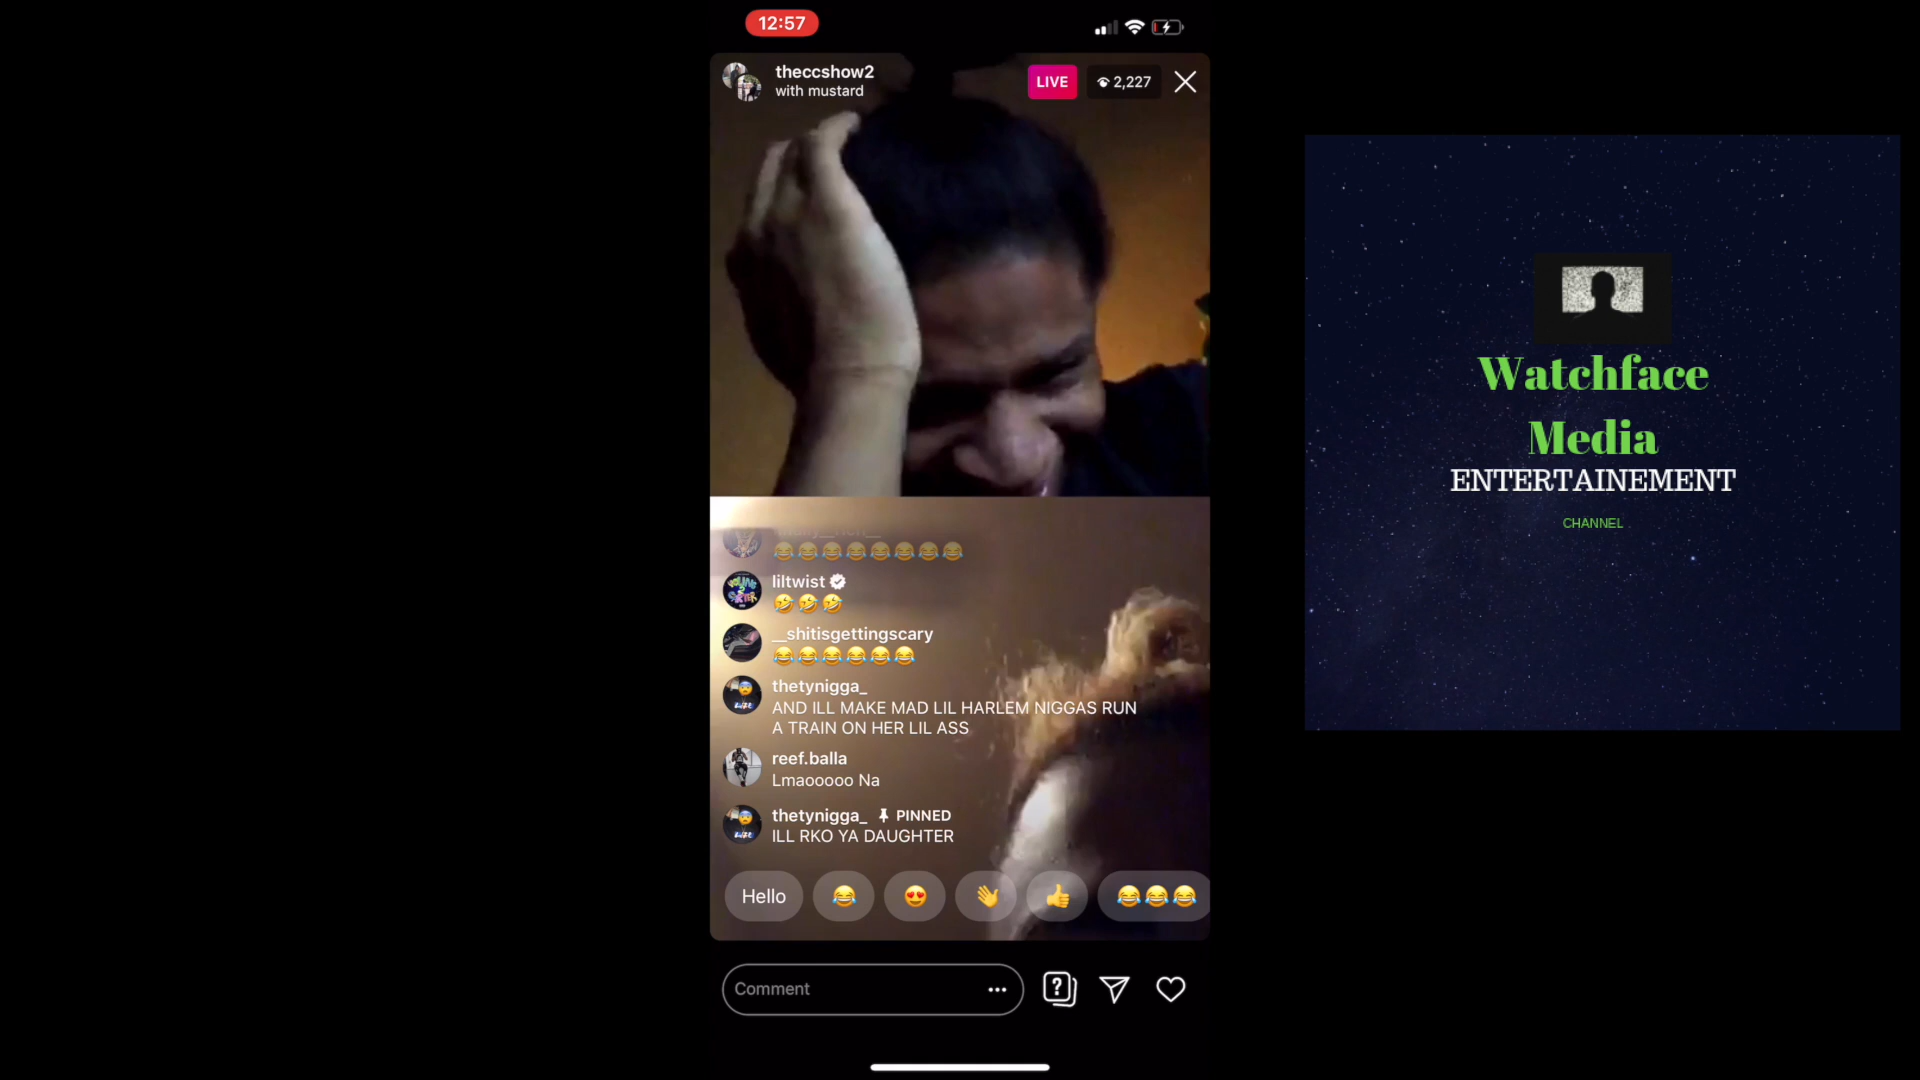 12:57
theccshow2
with mustard
LIVE
2,227
😂😂😂😂😂😂😂😂
liltwist
🤣🤣🤣
__shitisgettingscary
😂😂😂😂😂😂
thetynigga_
AND ILL MAKE MAD LIL HARLEM NIGGAS RUN
A TRAIN ON HER LIL ASS
reef.balla
Lmaooooo Na
thetynigga_ PINNED
ILL RKO YA DAUGHTER
Hello 😂 😍 👋 👍 😂😂😂
Comment
Watchface
Media
ENTERTAINEMENT
CHANNEL